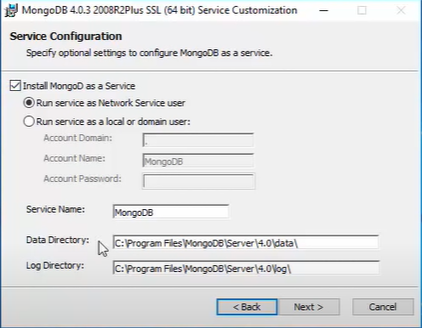 MongoDB 4.0.3 2008R2Plus SSL (64 bit) Service Customization
Service Configuration
Specify optional settings to configure MongoDB as a service.
Install MongoD as a Service
Run service as Network Service user
Run service as a local or domain user:
Account Domain: .
Account Name: MongoDB
Account Password:
Service Name: MongoDB
Data Directory: C:\Program Files\MongoDB\Server\4.0\data\
Log Directory: C:\Program Files\MongoDB\Server\4.0\log\
< Back Next > Cancel